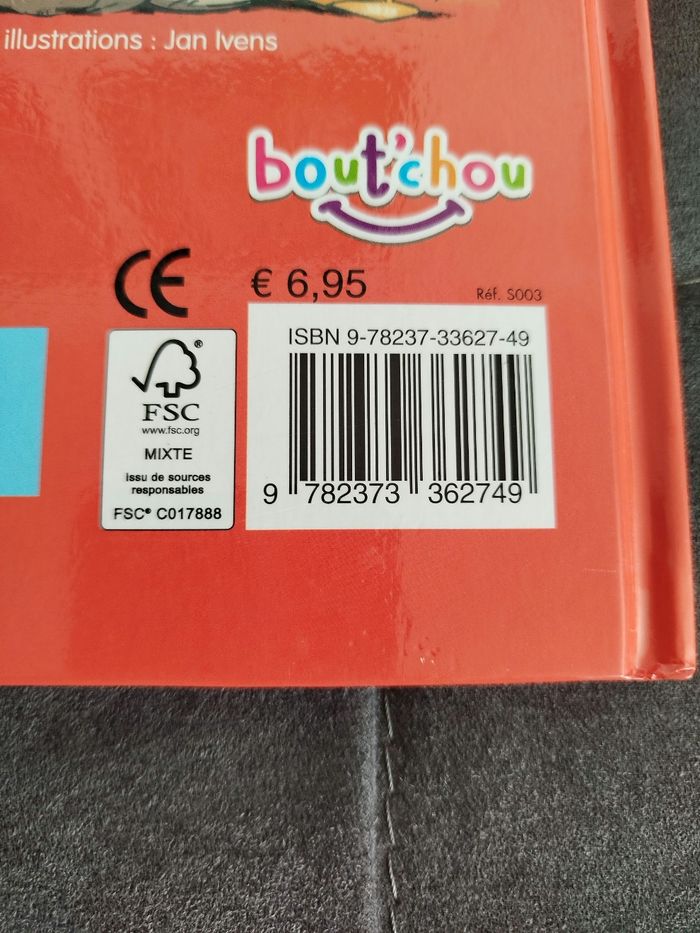 illustrations : Jan Ivens
bout'chou
CE
€ 6,95
Réf. S003
ISBN 9-78237-33627-49
9 782373 362749
FSC®
www.fsc.org
MIXTE
Issu de sources
responsables
FSC® C017888